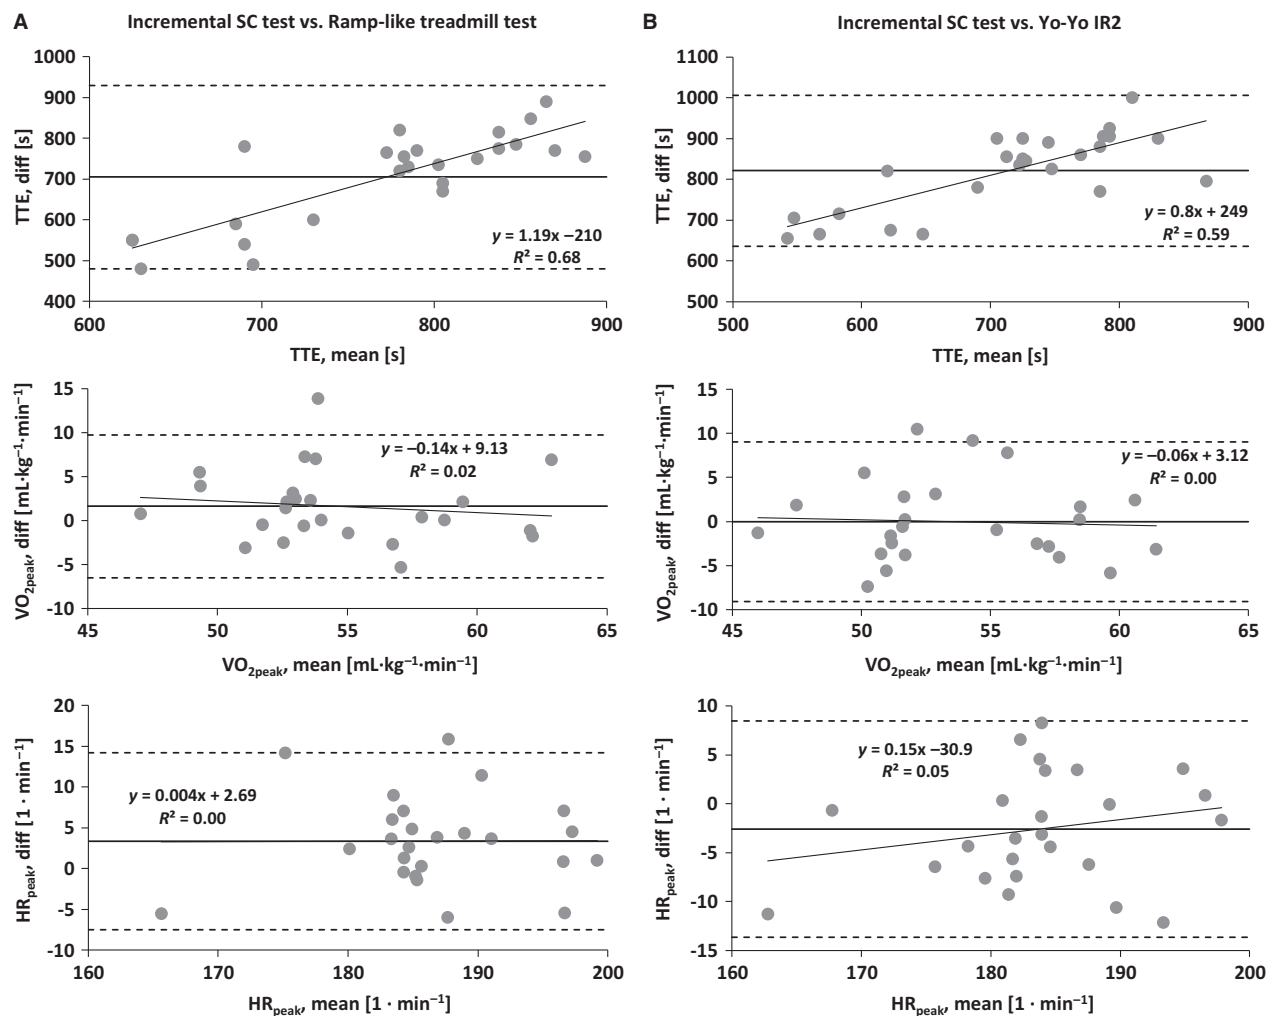 A Incremental SC test vs. Ramp-like treadmill test
1000
900
800
700
600
500
400
TTE, diff [s]
y = 1.19x –210
R² = 0.68
600 700 800 900
TTE, mean [s]
15
10
5
0
-5
-10
VO₂peak, diff [mL·kg⁻¹·min⁻¹]
y = –0.14x + 9.13
R² = 0.02
45 50 55 60 65
VO₂peak, mean [mL·kg⁻¹·min⁻¹]
20
15
10
5
0
-5
-10
HRpeak, diff [1 · min⁻¹]
y = 0.004x + 2.69
R² = 0.00
160 170 180 190 200
HRpeak, mean [1 · min⁻¹]
B Incremental SC test vs. Yo-Yo IR2
1100
1000
900
800
700
600
500
TTE, diff [s]
y = 0.8x + 249
R² = 0.59
500 600 700 800 900
TTE, mean [s]
15
10
5
0
-5
-10
VO₂peak, diff [mL·kg⁻¹·min⁻¹]
y = –0.06x + 3.12
R² = 0.00
45 50 55 60 65
VO₂peak, mean [mL·kg⁻¹·min⁻¹]
10
5
0
-5
-10
-15
HRpeak, diff [1 · min⁻¹]
y = 0.15x –30.9
R² = 0.05
160 170 180 190 200
HRpeak, mean [1 · min⁻¹]